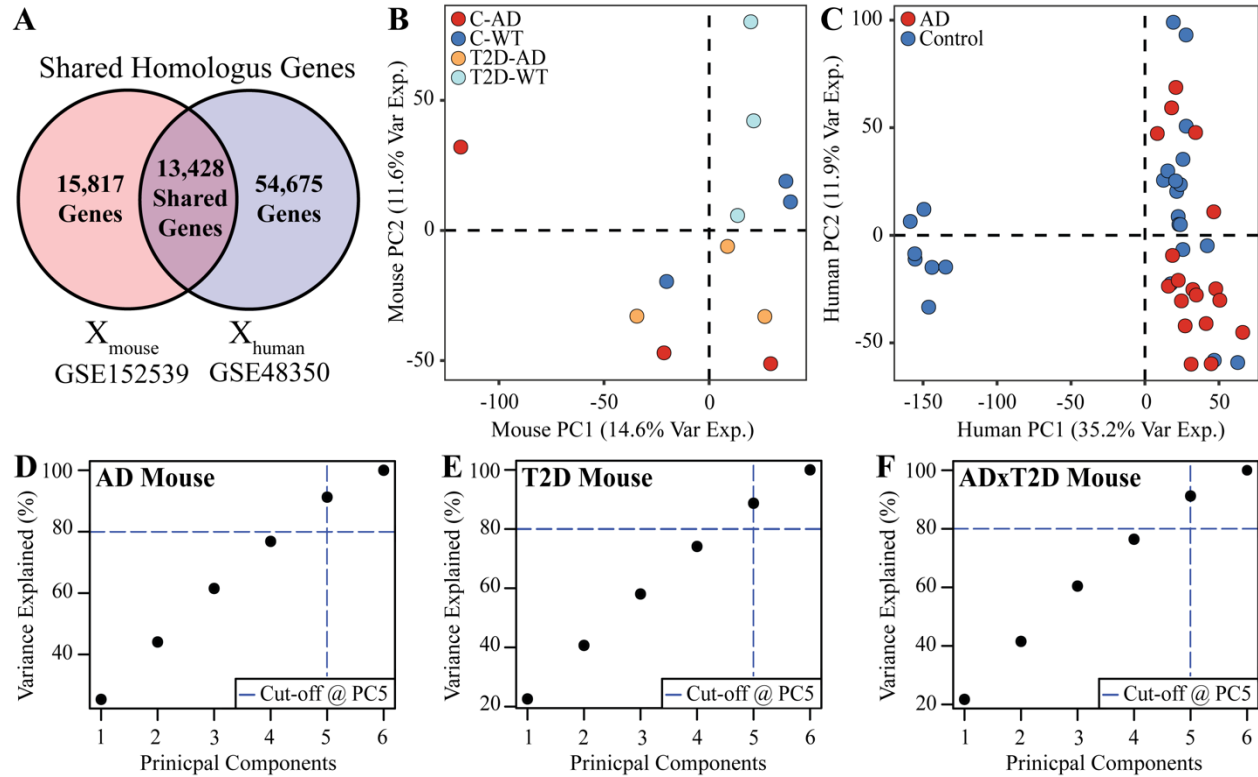 A
Shared Homologus Genes
15,817
Genes
13,428
Shared
Genes
54,675
Genes
Xmouse
GSE152539
Xhuman
GSE48350
B
C-AD
C-WT
T2D-AD
T2D-WT
Mouse PC2 (11.6% Var Exp.)
50
0
-50
-100
-50
0
Mouse PC1 (14.6% Var Exp.)
C
AD
Control
Human PC2 (11.9% Var Exp.)
100
50
0
-50
-150
-100
-50
0
50
Human PC1 (35.2% Var Exp.)
D
AD Mouse
Variance Explained (%)
100
80
60
40
Cut-off @ PC5
1 2 3 4 5 6
Prinicpal Components
E
T2D Mouse
Variance Explained (%)
100
80
60
40
20
Cut-off @ PC5
1 2 3 4 5 6
Prinicpal Components
F
ADxT2D Mouse
Variance Explained (%)
100
80
60
40
20
Cut-off @ PC5
1 2 3 4 5 6
Prinicpal Components